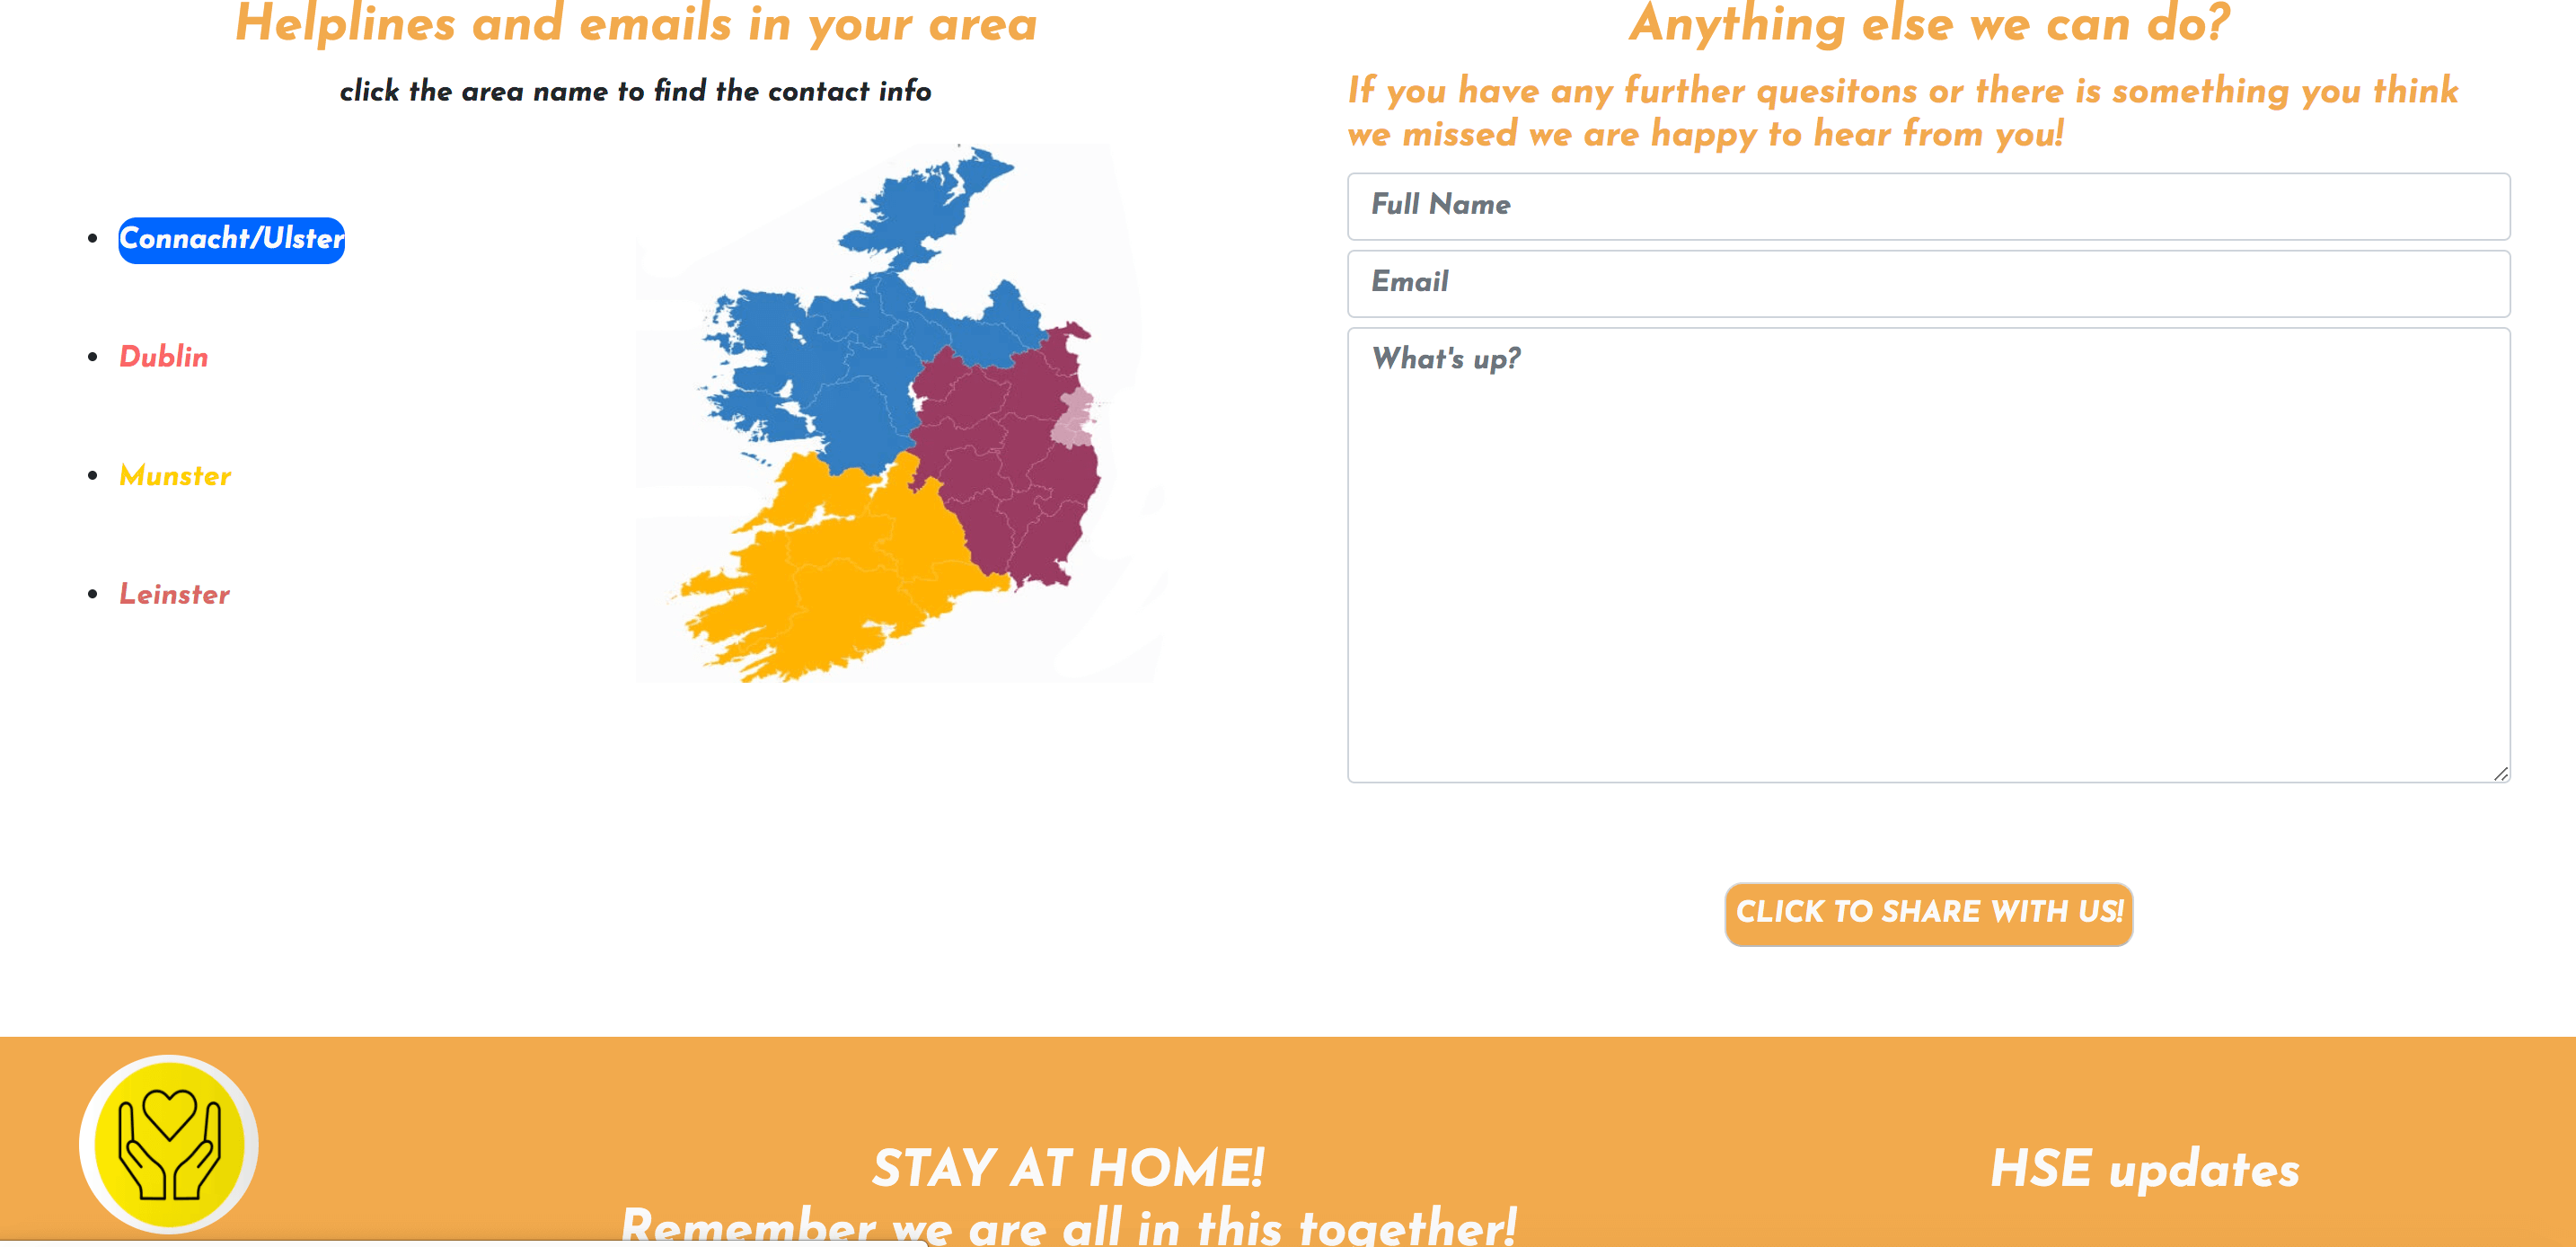 Helplines and emails in your area
click the area name to find the contact info
Connacht/Ulster
Dublin
Munster
Leinster
Anything else we can do?
If you have any further quesitons or there is something you think
we missed we are happy to hear from you!
Full Name
Email
What's up?
CLICK TO SHARE WITH US!
STAY AT HOME!
Remember we are all in this together!
HSE updates